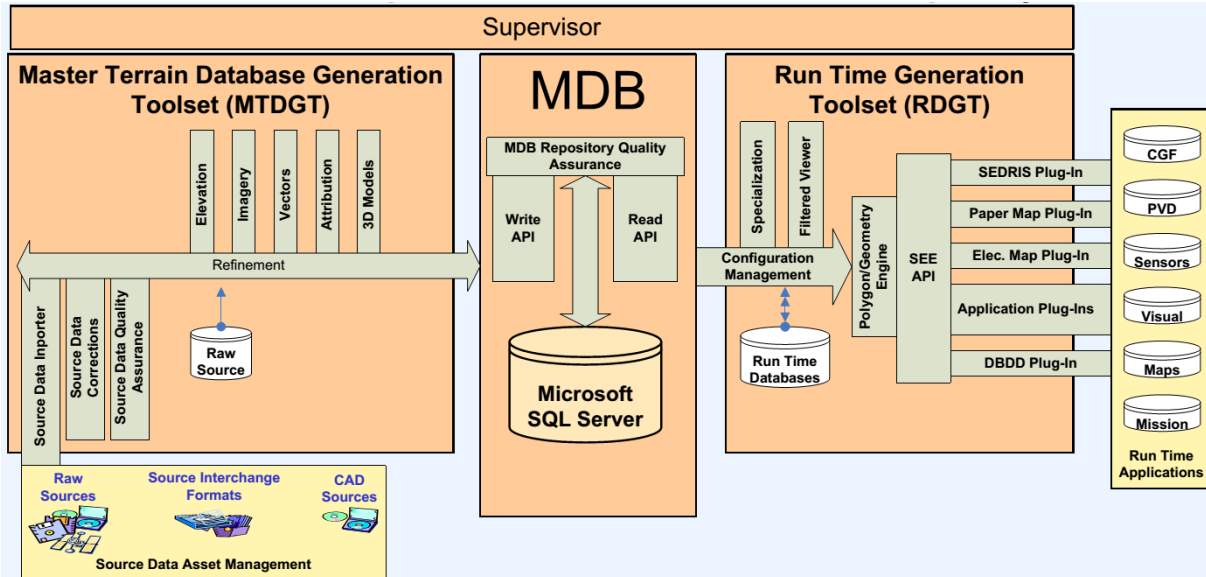 Supervisor
Master Terrain Database Generation
Toolset (MTDGT)
Elevation
Imagery
Vectors
Attribution
3D Models
Refinement
Source Data Inporter
Source Data
Corrections
Source Data Quality
Assurance
Raw
Source
Raw
Sources
Source Interchange
Formats
CAD
Sources
Source Data Asset Management
MDB
MDB Repository Quality
Assurance
Write
API
Read
API
Microsoft
SQL Server
Run Time Generation
Toolset (RDGT)
Specialization
Filtered Viewer
Configuration
Management
Run Time
Databases
Polygon/Geometry
Engine
SEE
API
SEDRIS Plug-In
Paper Map Plug-In
Elec. Map Plug-In
Application Plug-Ins
DBDD Plug-In
CGF
PVD
Sensors
Visual
Maps
Mission
Run Time
Applications